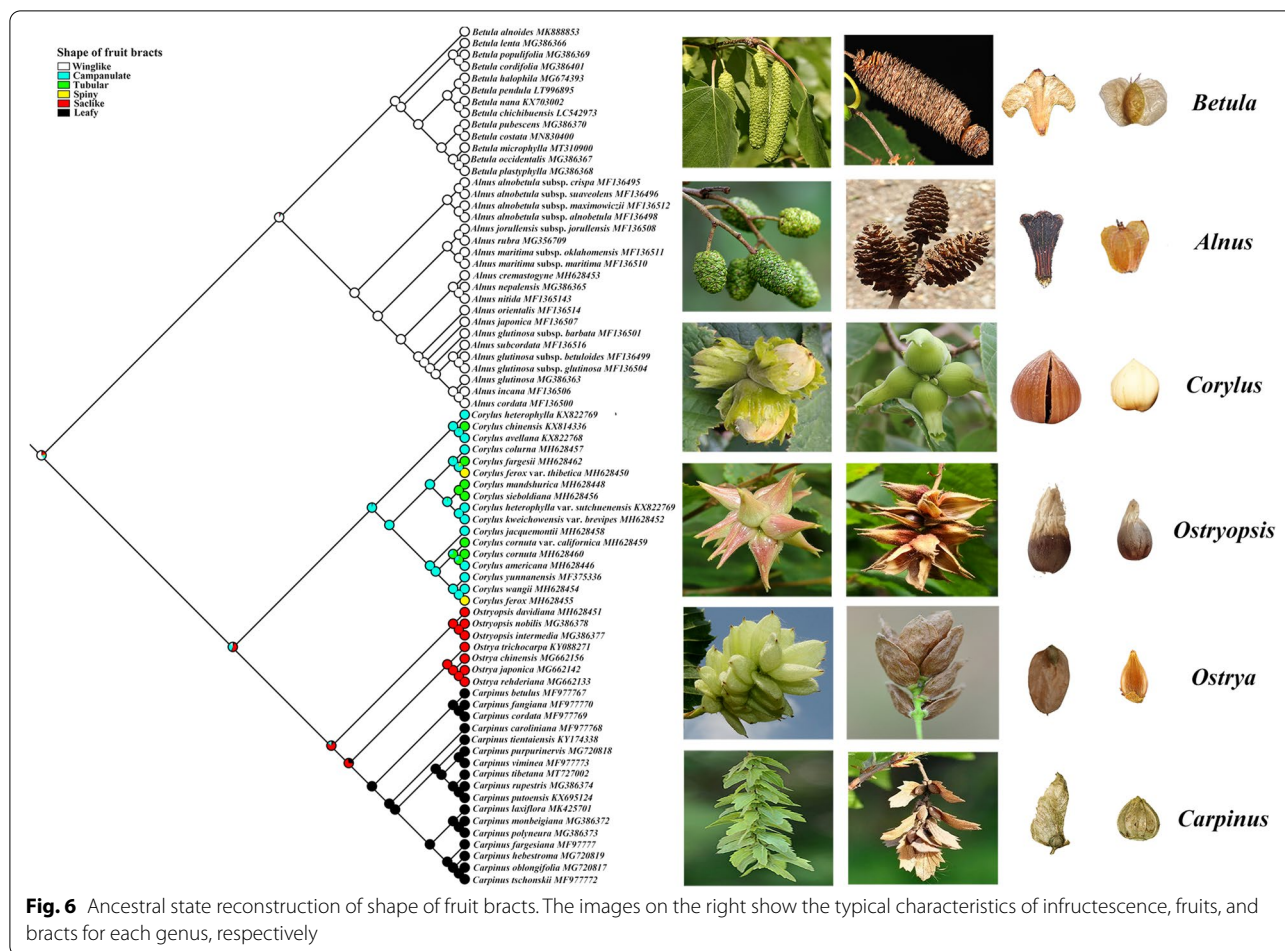 Shape of fruit bracts
Winglike
Campanulate
Tubular
Spiny
Saclike
Leafy
Betula alnoides MK888853
Betula lenta MG386366
Betula populifolia MG386369
Betula cordifolia MG386401
Betula halophila MG674393
Betula pendula LT996895
Betula nana KX703002
Betula chichibuensis LC542973
Betula pubescens MG386370
Betula costata MN830400
Betula microphylla MT310900
Betula occidentalis MG386367
Betula plastyphylla MG386368
Alnus alnobetula subsp. crispa MF136495
Alnus alnobetula subsp. suaveolens MF136496
Alnus alnobetula subsp. maximowiczii MF136512
Alnus alnobetula subsp. alnobetula MF136498
Alnus jorullensis subsp. jorullensis MF136508
Alnus rubra MG356709
Alnus maritima subsp. oklahomensis MF136511
Alnus maritima subsp. maritima MF136510
Alnus cremastogyne MH628453
Alnus nepalensis MG386365
Alnus nitida MF1365143
Alnus orientalis MF136514
Alnus japonica MF136507
Alnus glutinosa subsp. barbata MF136501
Alnus subcordata MF136516
Alnus glutinosa subsp. betuloides MF136499
Alnus glutinosa subsp. glutinosa MF136504
Alnus glutinosa MG386363
Alnus incana MF136506
Alnus cordata MF136500
Corylus heterophylla KX822769
Corylus chinensis KX814336
Corylus avellana KX822768
Corylus colurna MH628457
Corylus fargesii MH628462
Corylus ferox var. thibetica MH628450
Corylus mandshurica MH628448
Corylus sieboldiana MH628456
Corylus heterophylla var. sutchuenensis KX822769
Corylus kweichowensis var. brevipes MH628452
Corylus jacquemontii MH628458
Corylus cornuta var. californica MH628459
Corylus cornuta MH628460
Corylus americana MH628446
Corylus yunnanensis MF375336
Corylus wangii MH628454
Corylus ferox MH628455
Ostryopsis davidiana MH628451
Ostryopsis nobilis MG386378
Ostryopsis intermedia MG386377
Ostrya trichocarpa KY088271
Ostrya chinensis MG662156
Ostrya japonica MG662142
Ostrya rehderiana MG662133
Carpinus betulus MF977767
Carpinus fangiana MF977770
Carpinus cordata MF977769
Carpinus caroliniana MF977768
Carpinus tientaiensis KY174338
Carpinus purpurinervis MG720818
Carpinus viminea MF977773
Carpinus tibetana MT727002
Carpinus rupestris MG386374
Carpinus putoensis KX695124
Carpinus laxiflora MK425701
Carpinus monbeigiana MG386372
Carpinus polyneura MG386373
Carpinus fargesiana MF97777
Carpinus hebestroma MG720819
Carpinus oblongifolia MG720817
Carpinus tschonskii MF977772
Betula
Alnus
Corylus
Ostryopsis
Ostrya
Carpinus
Fig. 6 Ancestral state reconstruction of shape of fruit bracts. The images on the right show the typical characteristics of infructescence, fruits, and
bracts for each genus, respectively